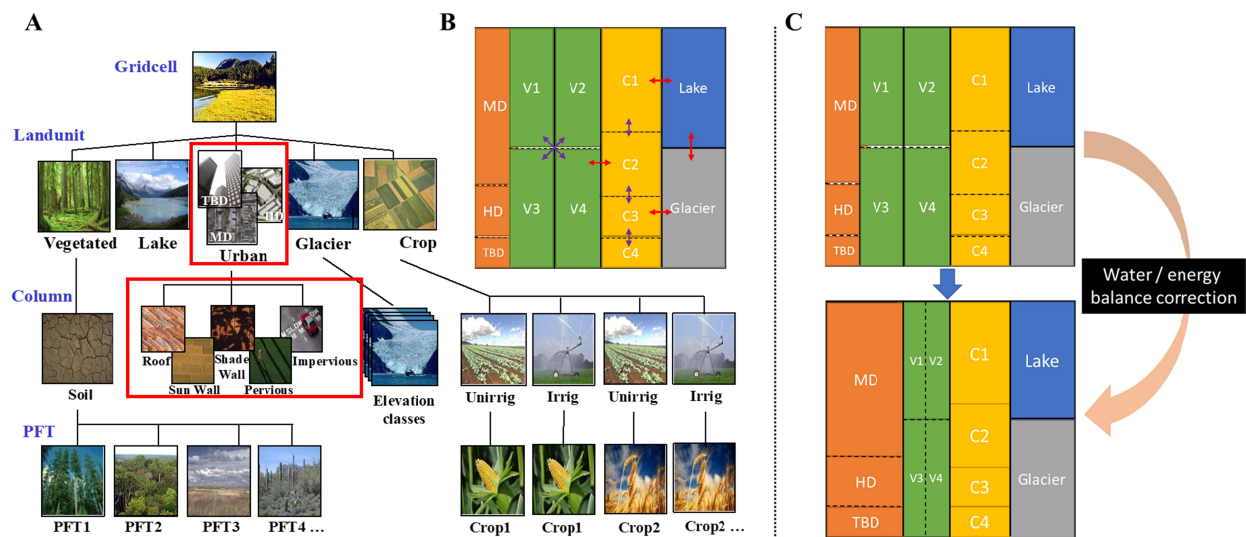 A
Gridcell
Landunit
TBD
HD
MD
Vegetated
Lake
Urban
Glacier
Crop
Column
Roof
Shade
Wall
Impervious
Sun Wall
Pervious
Soil
Elevation
classes
Unirrig
Irrig
Unirrig
Irrig
PFT
PFT1
PFT2
PFT3
PFT4 ...
Crop1
Crop1
Crop2
Crop2 ...
B
MD
V1
V2
C1
Lake
C2
HD
V3
V4
C3
Glacier
TBD
C4
C
MD
V1
V2
C1
Lake
C2
HD
V3
V4
C3
Glacier
TBD
C4
Water / energy
balance correction
MD
V1
V2
C1
Lake
C2
HD
V3
V4
C3
Glacier
TBD
C4